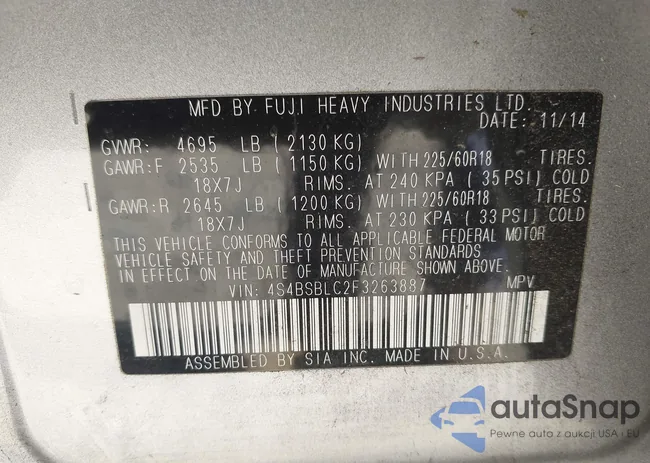 MFD BY FUJI HEAVY INDUSTRIES LTD.
DATE: 11/14
GVWR: 4695 LB (2130 KG)
GAWR:F 2535 LB (1150 KG) WITH 225/60R18 TIRES.
18X7J RIMS. AT 240 KPA (35 PSI) COLD
GAWR:R 2645 LB (1200 KG) WITH 225/60R18 TIRES.
18X7J RIMS. AT 230 KPA (33 PSI) COLD
THIS VEHICLE CONFORMS TO ALL APPLICABLE FEDERAL MOTOR
VEHICLE SAFETY AND THEFT PREVENTION STANDARDS
IN EFFECT ON THE DATE OF MANUFACTURE SHOWN ABOVE.
VIN: 4S4BSBLC2F3263887 MPV
ASSEMBLED BY SIA INC. MADE IN U.S.A.
autaSnap
Pewne auta z aukcji USA i EU